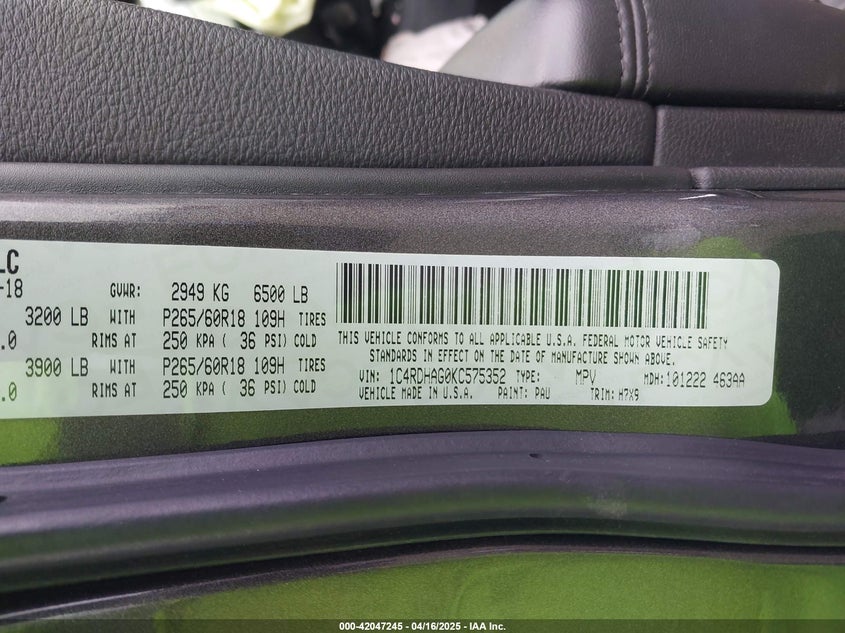 LC
-18
GVWR: 2949 KG 6500 LB
3200 LB WITH P265/60R18 109H TIRES
.0 RIMS AT 250 KPA ( 36 PSI) COLD
3900 LB WITH P265/60R18 109H TIRES
.0 RIMS AT 250 KPA ( 36 PSI) COLD
THIS VEHICLE CONFORMS TO ALL APPLICABLE U.S.A. FEDERAL MOTOR VEHICLE SAFETY
STANDARDS IN EFFECT ON THE DATE OF MANUFACTURE SHOWN ABOVE.
VIN: 1C4RDHAG0KC575352 TYPE: MPV MDH: 101222 463AA
VEHICLE MADE IN U.S.A. PAINT: PAU TRIM: H7X9
000-42047245 - 04/16/2025 - IAA Inc.